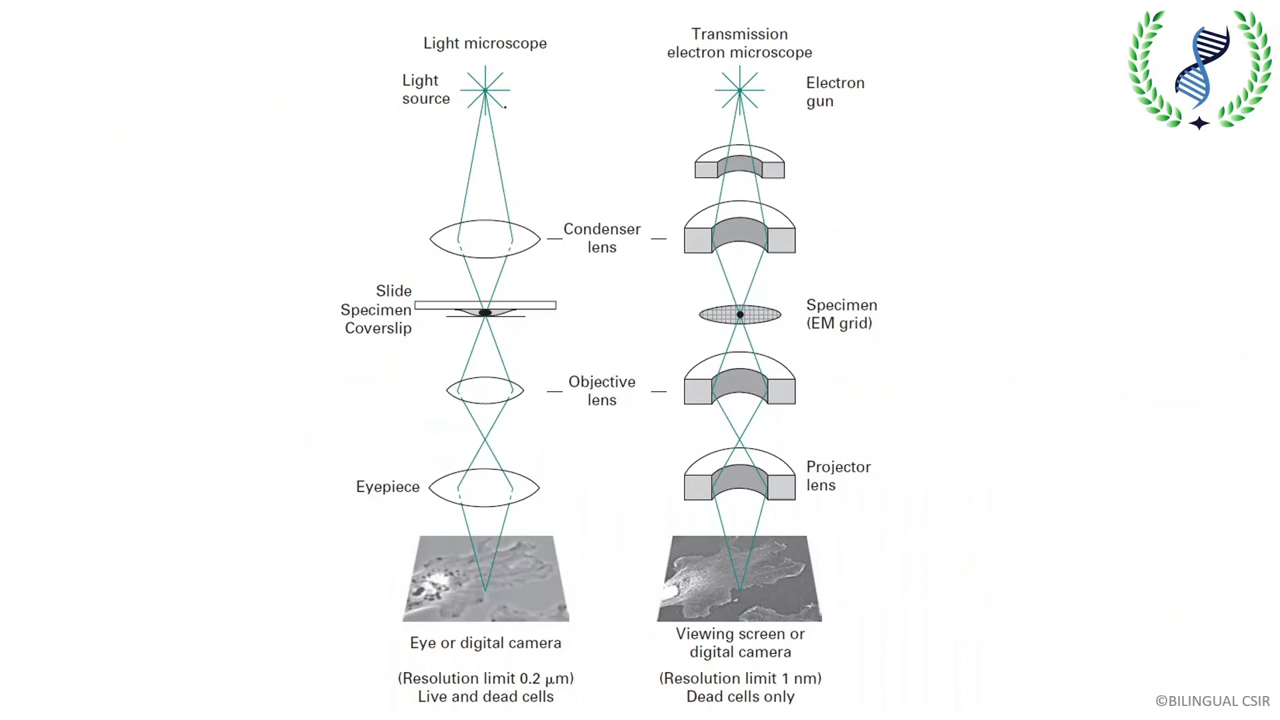 Light microscope
Transmission
electron microscope
Light
source
Electron
gun
Condenser
lens
Slide
Specimen
Coverslip
Specimen
(EM grid)
Objective
lens
Eyepiece
Projector
lens
Eye or digital camera
(Resolution limit 0.2 μm)
Live and dead cells
Viewing screen or
digital camera
(Resolution limit 1 nm)
Dead cells only
©BILINGUAL CSIR